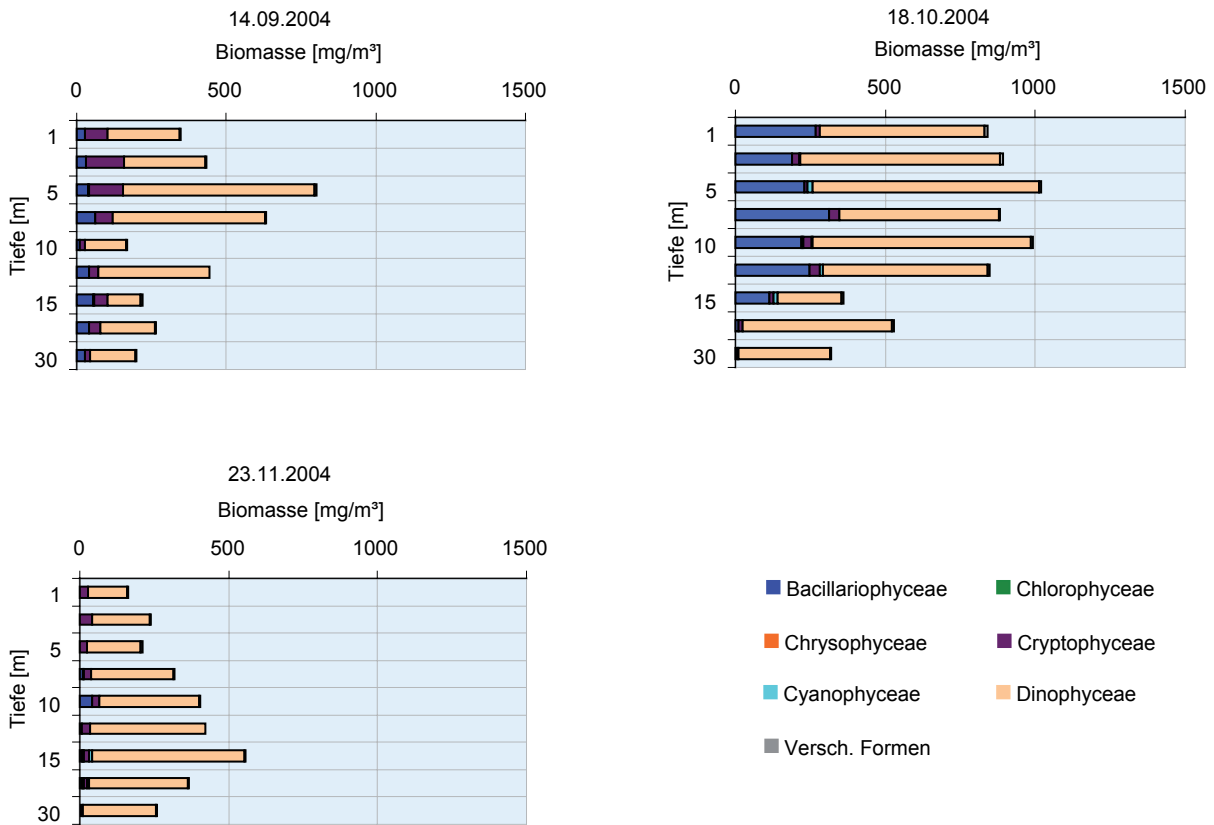 14.09.2004
Biomasse [mg/m³]
0 500 1000 1500
Tiefe [m]
1
5
10
15
30
18.10.2004
Biomasse [mg/m³]
0 500 1000 1500
Tiefe [m]
1
5
10
15
30
23.11.2004
Biomasse [mg/m³]
0 500 1000 1500
Tiefe [m]
1
5
10
15
30
Bacillariophyceae Chlorophyceae
Chrysophyceae Cryptophyceae
Cyanophyceae Dinophyceae
Versch. Formen